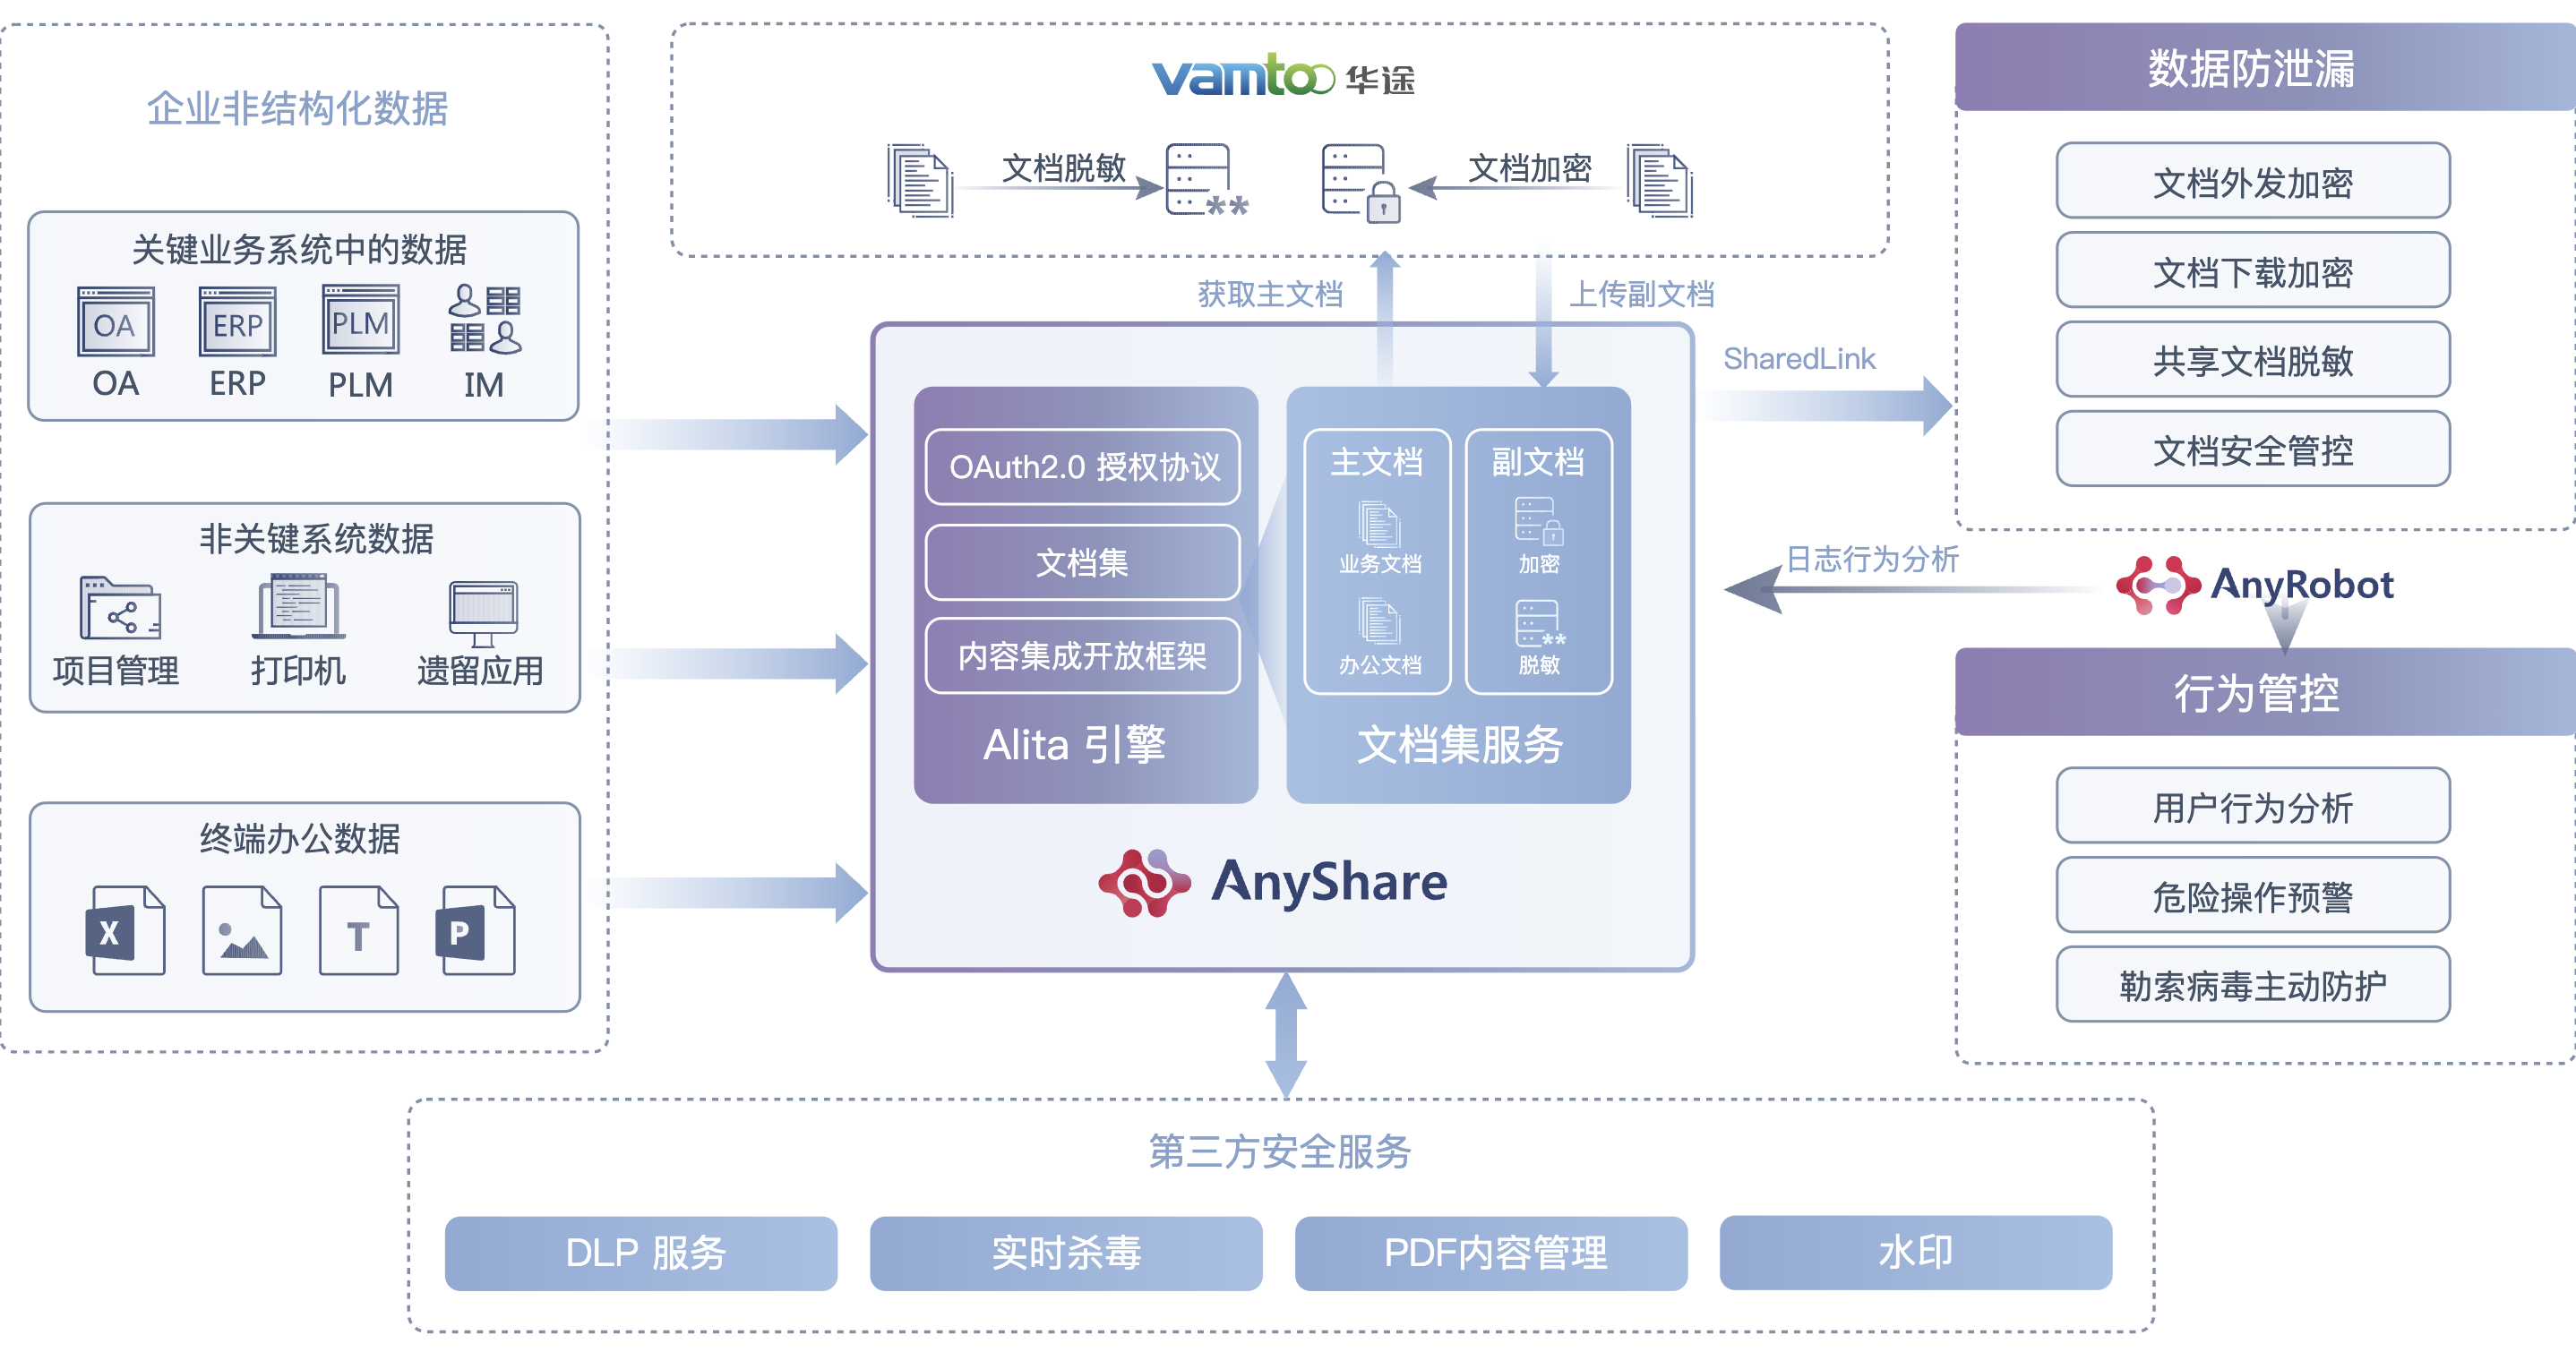 企业非结构化数据
关键业务系统中的数据
OA
ERP
PLM
OA
ERP
PLM
IM
非关键系统数据
项目管理
打印机
遗留应用
终端办公数据
X
T
P
vamtoo 华途
文档脱敏
**
文档加密
获取主文档
上传副文档
OAuth2.0 授权协议
文档集
内容集成开放框架
Alita 引擎
主文档
业务文档
办公文档
副文档
加密
**
脱敏
文档集服务
AnyShare
SharedLink
日志行为分析
数据防泄漏
文档外发加密
文档下载加密
共享文档脱敏
文档安全管控
AnyRobot
行为管控
用户行为分析
危险操作预警
勒索病毒主动防护
第三方安全服务
DLP 服务
实时杀毒
PDF内容管理
水印